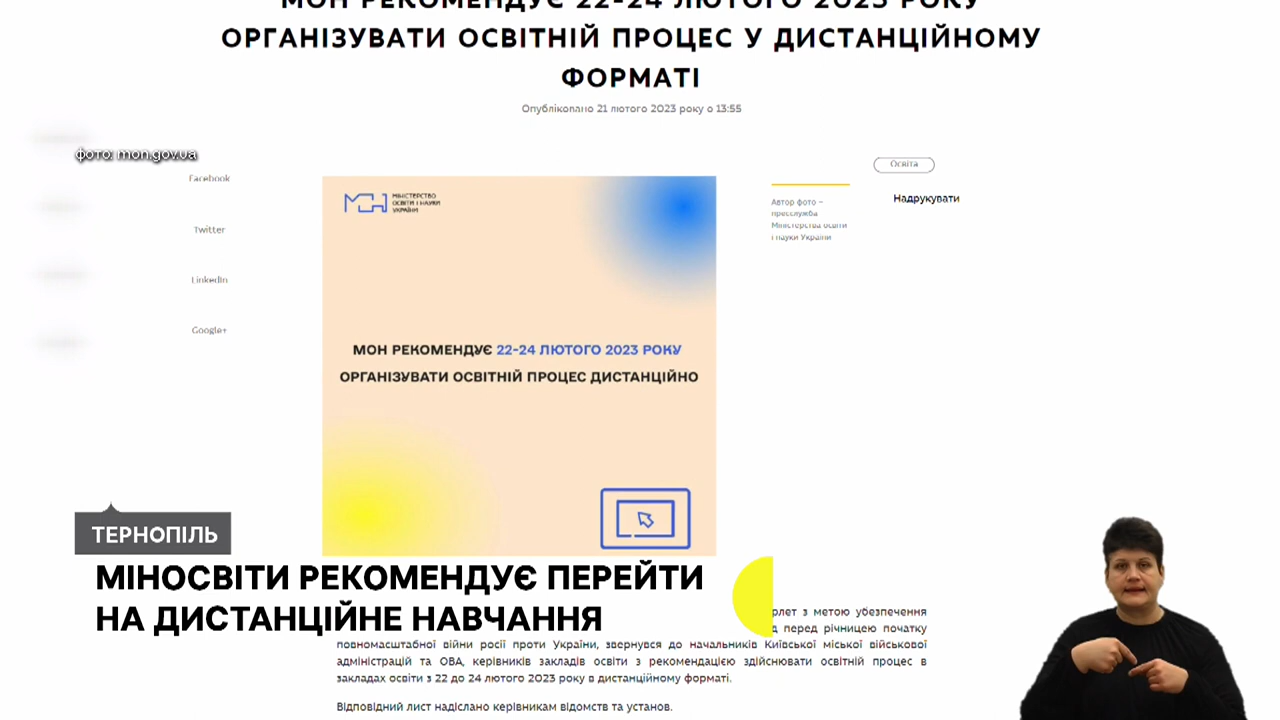 МОН РЕКОМЕНДУЄ 22-24 ЛЮТОГО 2023 РОКУ
ОРГАНІЗУВАТИ ОСВІТНІЙ ПРОЦЕС У ДИСТАНЦІЙНОМУ
ФОРМАТІ
Опубліковано 21 лютого 2023 року о 13:55
фото: mon.gov.ua
Facebook
Twitter
LinkedIn
Google+
МІНІСТЕРСТВО
ОСВІТИ І НАУКИ
УКРАЇНИ
МОН РЕКОМЕНДУЄ 22-24 ЛЮТОГО 2023 РОКУ
ОРГАНІЗУВАТИ ОСВІТНІЙ ПРОЦЕС ДИСТАНЦІЙНО
Освіта
Автор фото –
пресслужба
Міністерства освіти
і науки України
Надрукувати
ТЕРНОПІЛЬ
МІНОСВІТИ РЕКОМЕНДУЄ ПЕРЕЙТИ
НА ДИСТАНЦІЙНЕ НАВЧАННЯ
з метою убезпечення
перед річницею початку
повномасштабної війни росії проти України, звернувся до начальників Київської міської військової
адміністрацій та ОВА, керівників закладів освіти з рекомендацією здійснювати освітній процес в
закладах освіти з 22 до 24 лютого 2023 року в дистанційному форматі.
Відповідний лист надіслано керівникам відомств та установ.